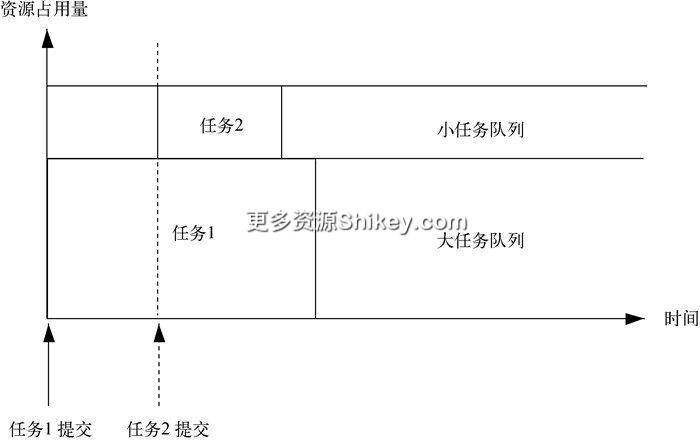 资源占用量
任务2
小任务队列
更多资源Shikey.com
任务1
大任务队列
时间
任务1 提交
任务2 提交